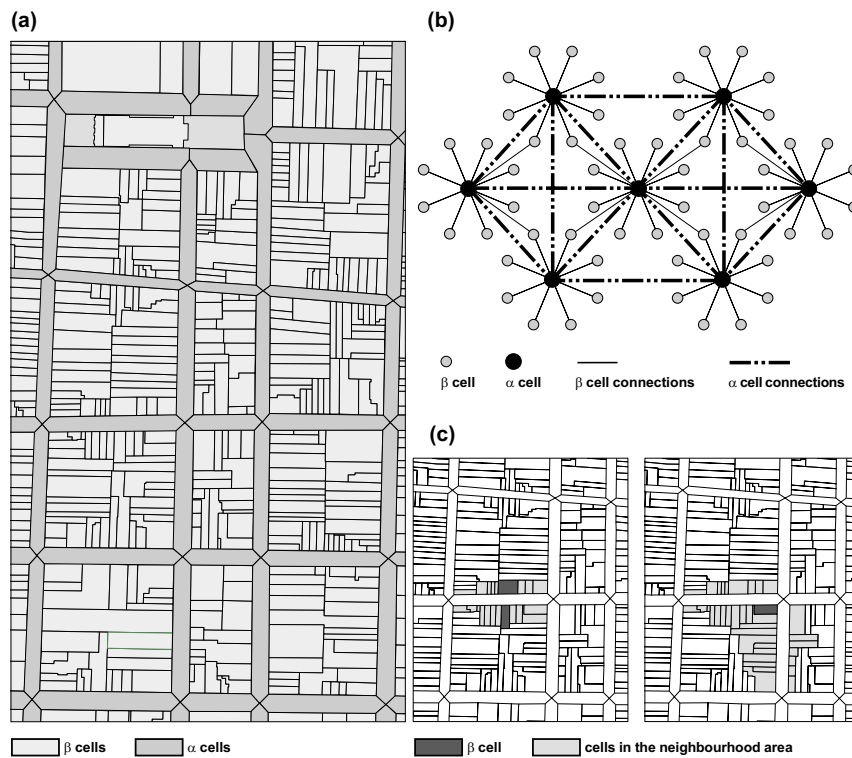 (a)
(b)
β cell
α cell
β cell connections
α cell connections
(c)
β cells
α cells
β cell
cells in the neighbourhood area